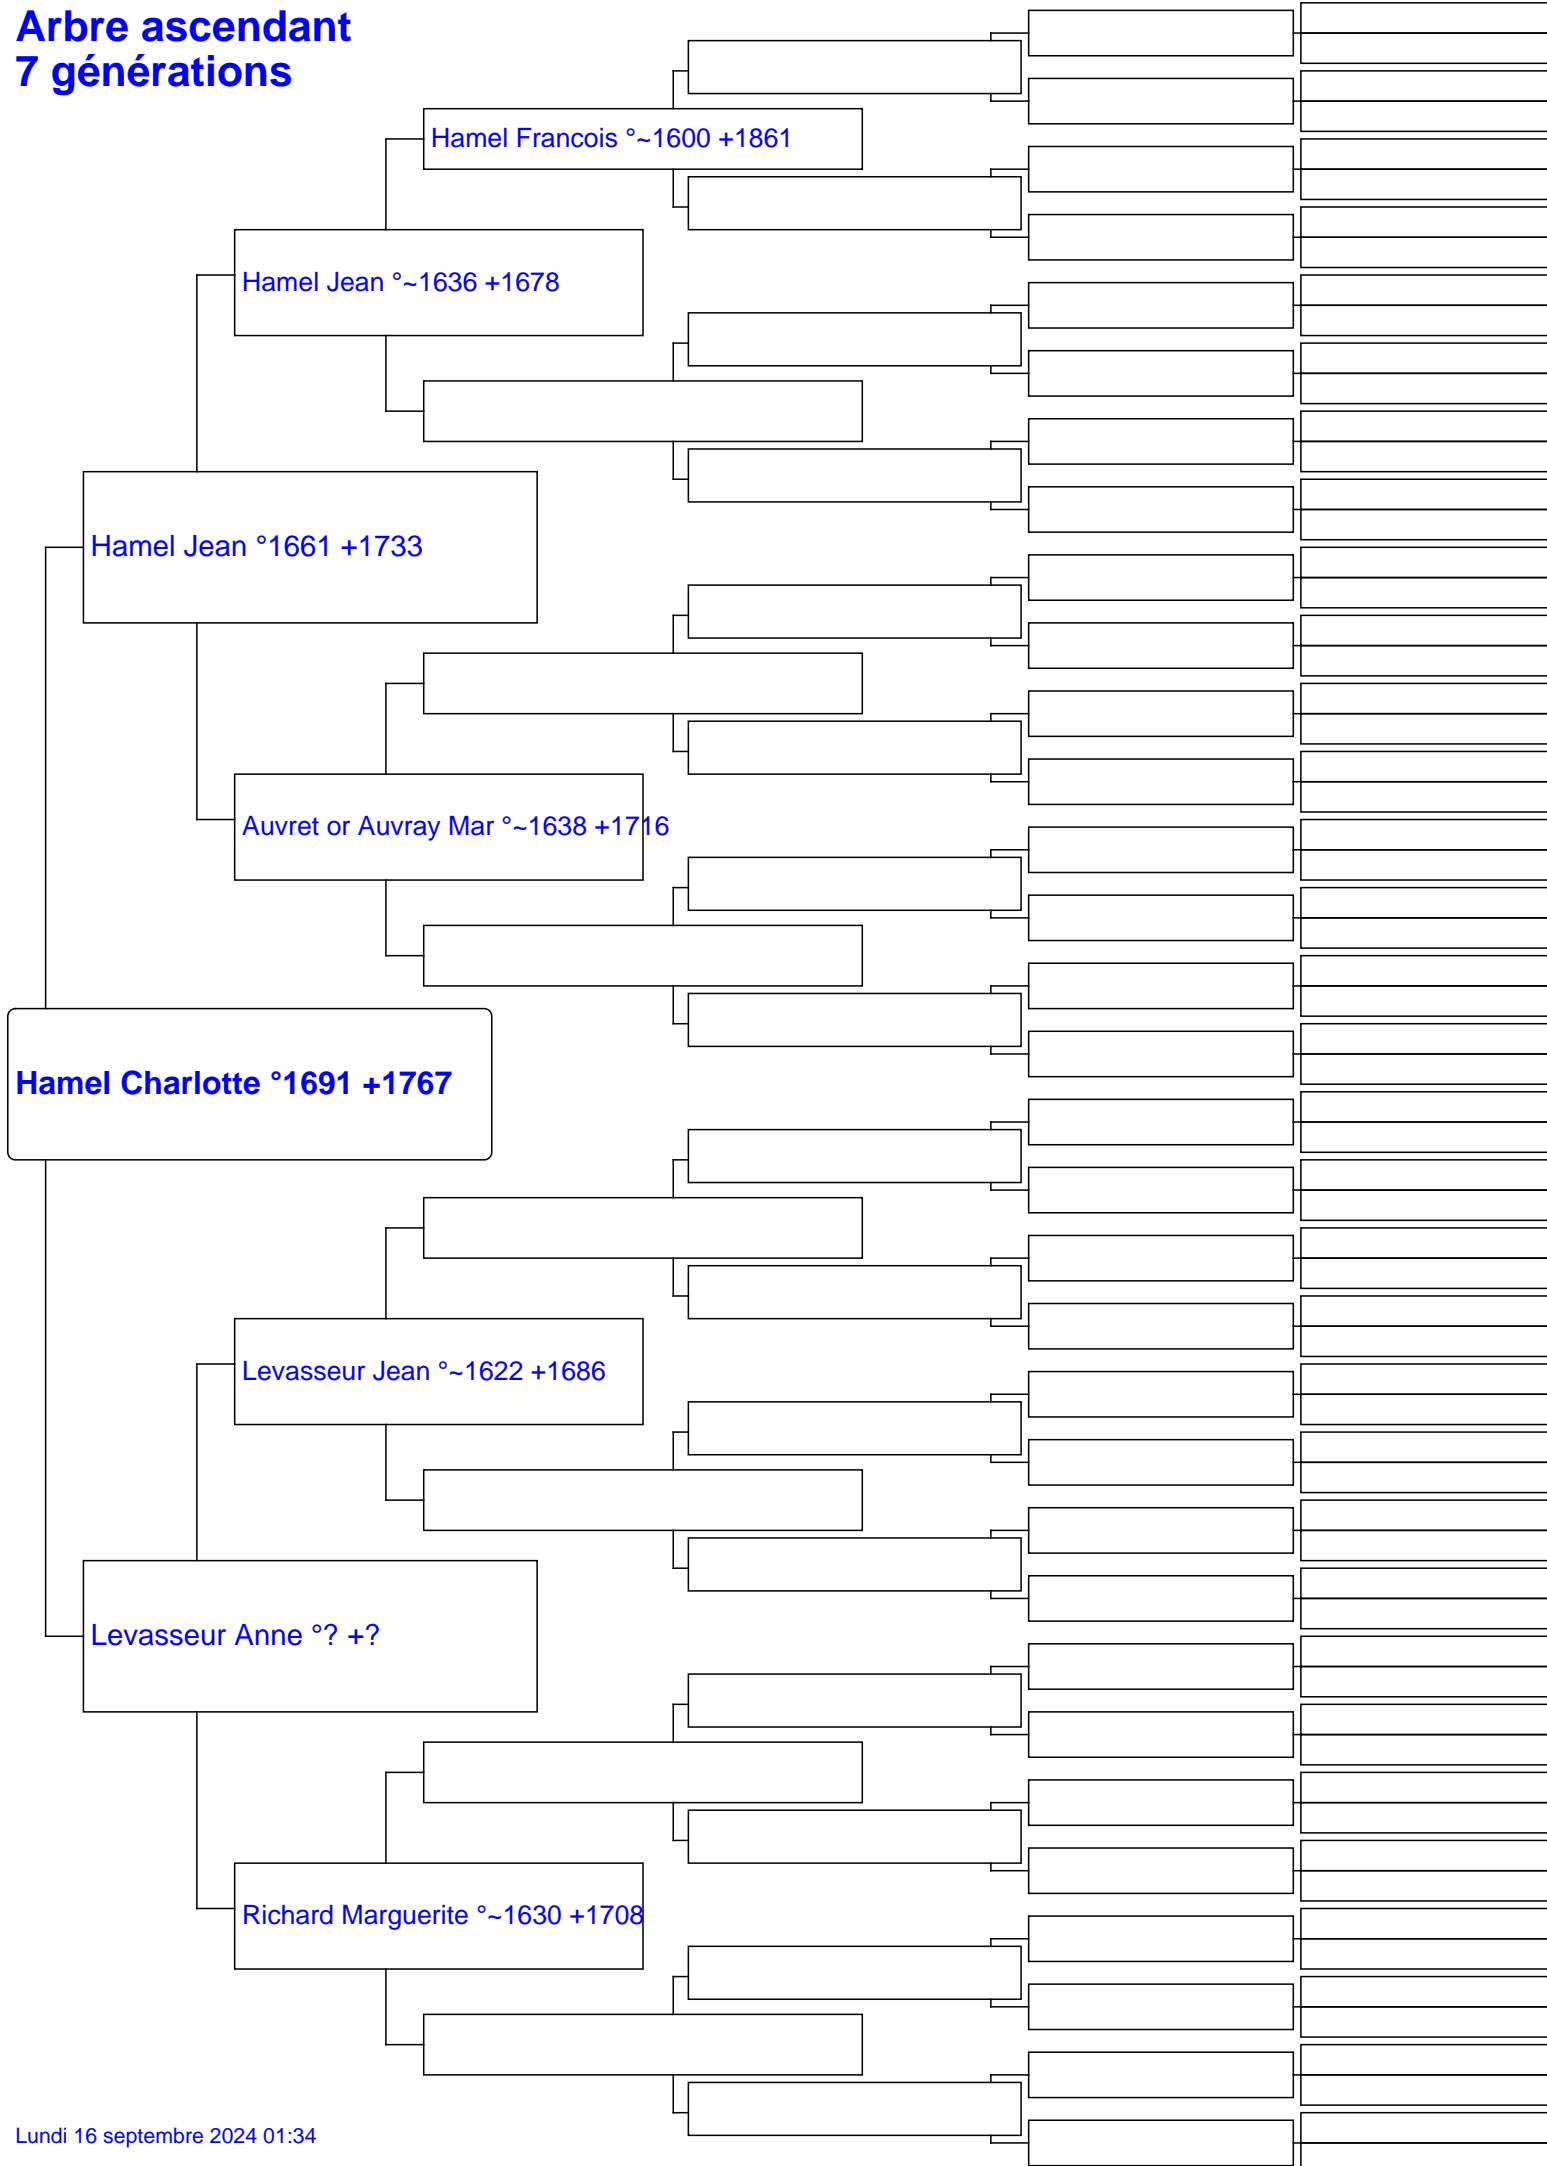 Arbre ascendant
7 générations
Hamel Francois °~1600 +1861
Hamel Jean °~1636 +1678
Hamel Jean °1661 +1733
Auvret or Auvray Mar °~1638 +1716
Hamel Charlotte °1691 +1767
Levasseur Jean °~1622 +1686
Levasseur Anne °? +?
Richard Marguerite °~1630 +1708
Lundi 16 septembre 2024 01:34